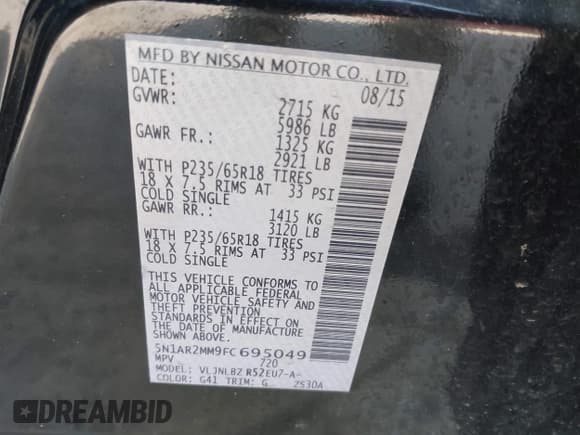 MFD BY NISSAN MOTOR CO., LTD.
DATE: 08/15
GVWR: 2715 KG
5986 LB
GAWR FR.: 1325 KG
2921 LB
WITH P235/65R18 TIRES
18 X 7.5 RIMS AT 33 PSI
COLD SINGLE
GAWR RR.: 1415 KG
3120 LB
WITH P235/65R18 TIRES
18 X 7.5 RIMS AT 33 PSI
COLD SINGLE
THIS VEHICLE CONFORMS TO
ALL APPLICABLE FEDERAL
MOTOR VEHICLE SAFETY AND
THEFT PREVENTION
STANDARDS IN EFFECT ON
THE DATE OF MANUFACTURE
SHOWN ABOVE.
5N1AR2MM9FC695049
MPV 720
MODEL: VLJNLBZ R52EU7-A-
COLOR: G41 TRIM: G 2530A
DREAMBID